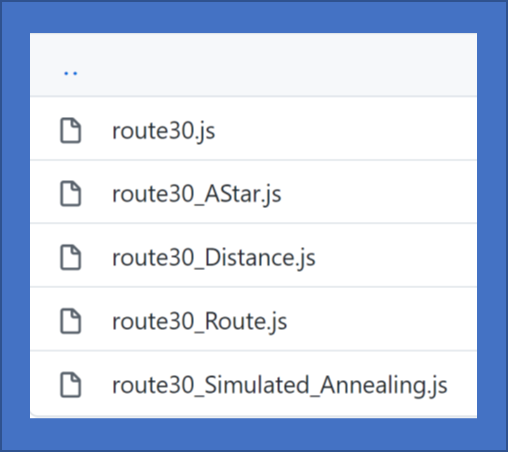 ..
route30.js
route30_AStar.js
route30_Distance.js
route30_Route.js
route30_Simulated_Annealing.js